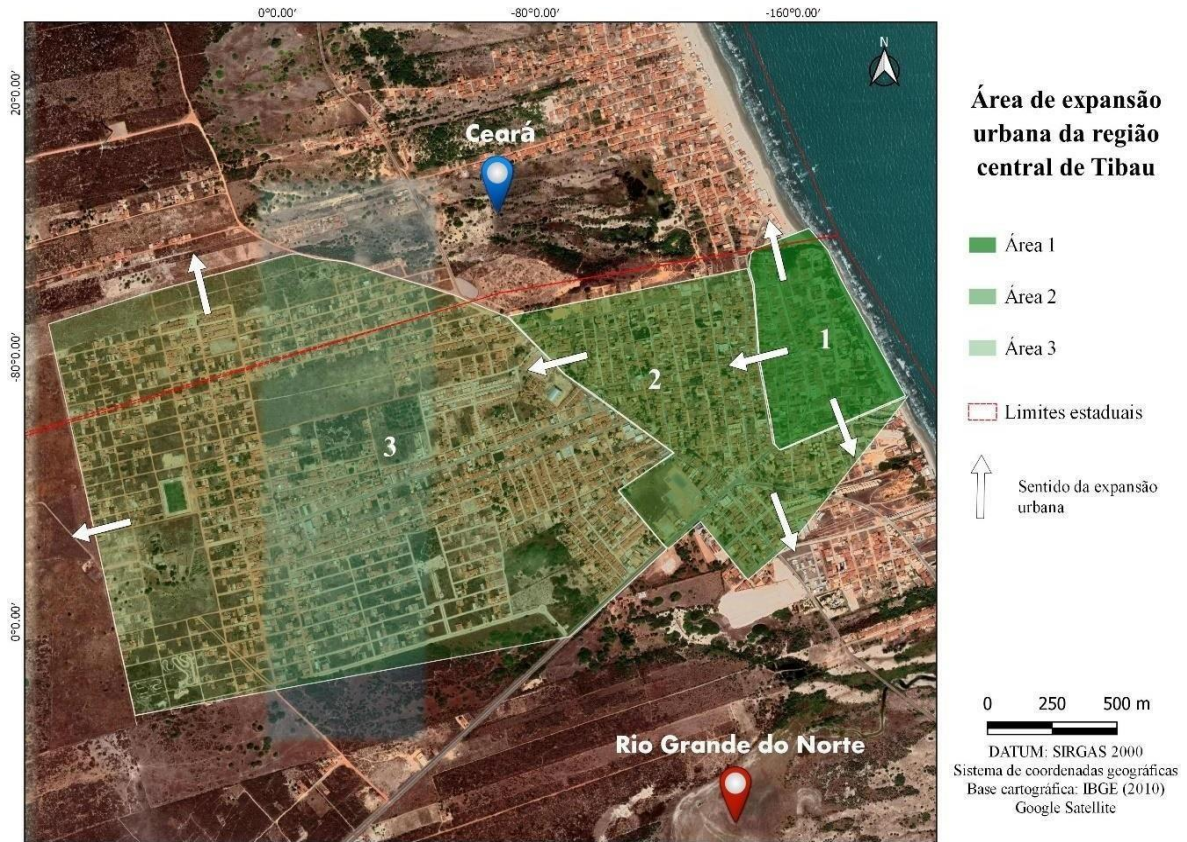 0°0.00′ -80°0.00′ -160°0.00′
20°0.00′
-80°0.00′
0°0.00′
N
Ceará
1
2
3
Rio Grande do Norte
Área de expansão
urbana da região
central de Tibau
Área 1
Área 2
Área 3
Limites estaduais
Sentido da expansão
urbana
0 250 500 m
DATUM: SIRGAS 2000
Sistema de coordenadas geográficas
Base cartográfica: IBGE (2010)
Google Satellite